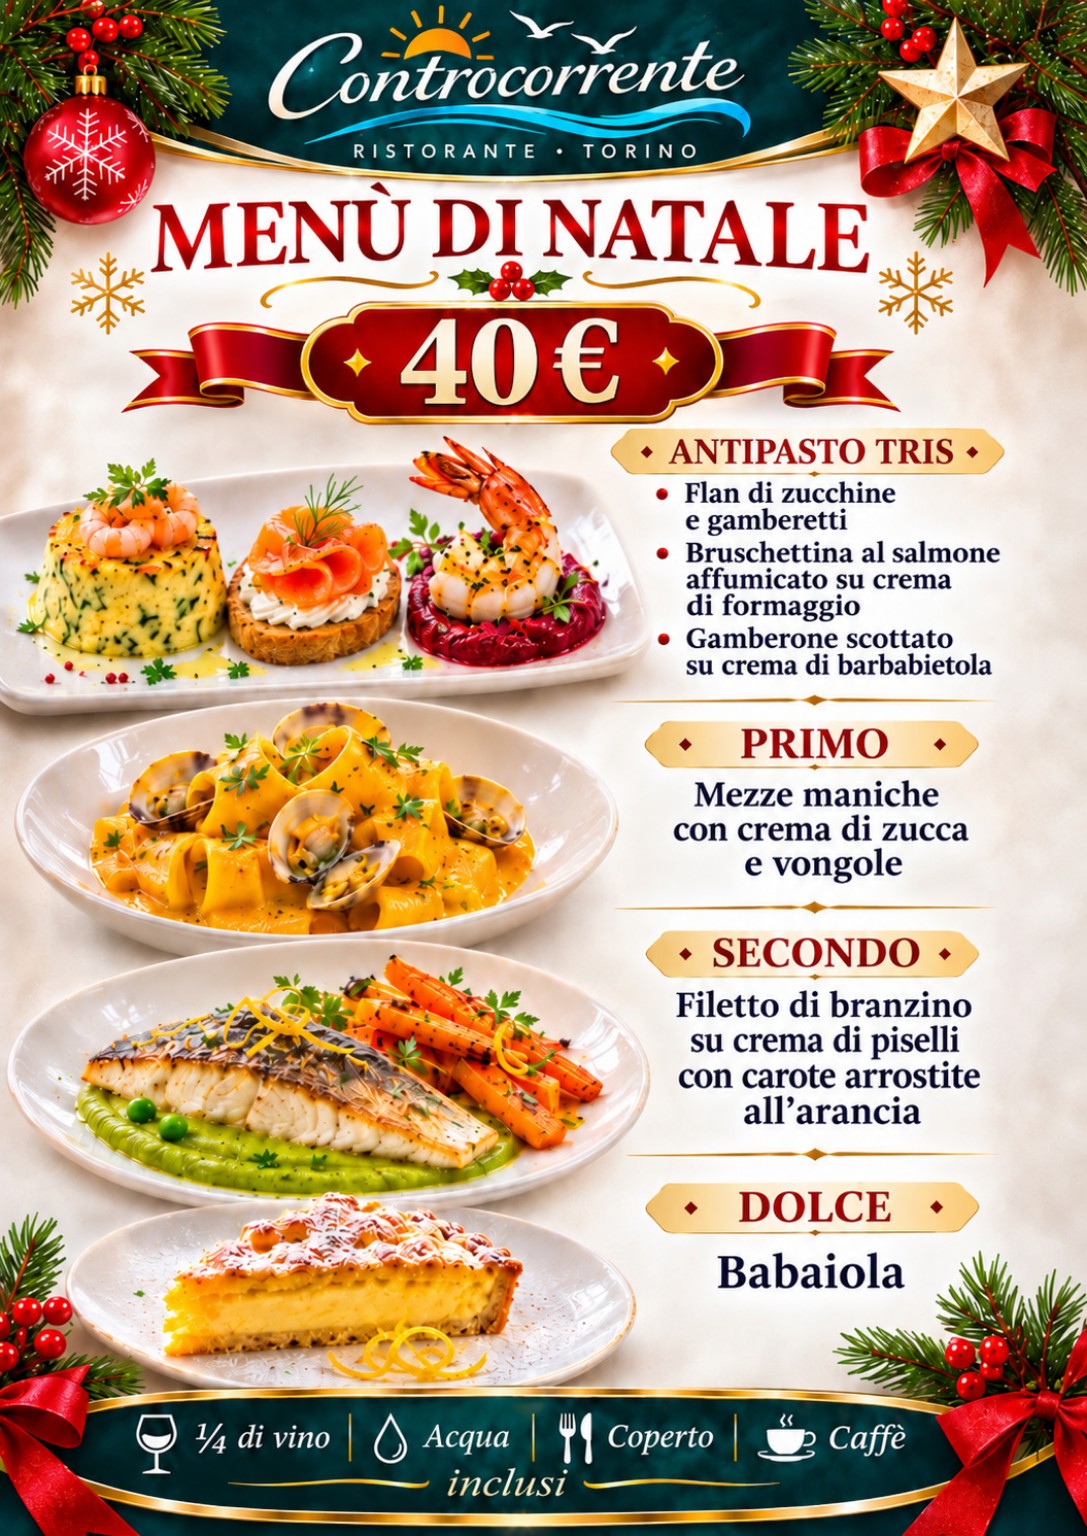 Controcorrente
RISTORANTE • TORINO
MENÙ DI NATALE
40 €
ANTIPASTO TRIS
• Flan di zucchine
e gamberetti
• Bruschettina al salmone
affumicato su crema
di formaggio
• Gamberone scottato
su crema di barbabietola
PRIMO
Mezze maniche
con crema di zucca
e vongole
SECONDO
Filetto di branzino
su crema di piselli
con carote arrostite
all'arancia
DOLCE
Babaiola
¼ di vino | Acqua | Coperto | Caffè
inclusi